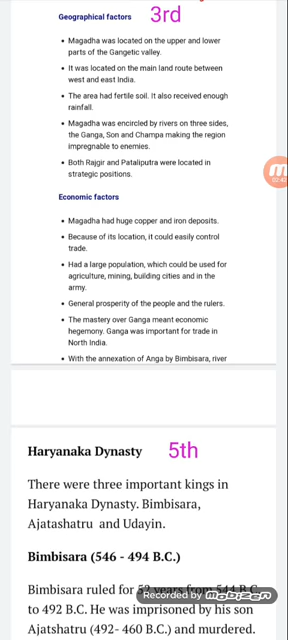 Geographical factors 3rd
• Magadha was located on the upper and lower
parts of the Gangetic valley.
• It was located on the main land route between
west and east India.
• The area had fertile soil. It also received enough
rainfall.
• Magadha was encircled by rivers on three sides,
the Ganga, Son and Champa making the region
impregnable to enemies.
• Both Rajgir and Pataliputra were located in
strategic positions.
Economic factors
• Magadha had huge copper and iron deposits.
• Because of its location, it could easily control
trade.
• Had a large population, which could be used for
agriculture, mining, building cities and in the
army.
• General prosperity of the people and the rulers.
• The mastery over Ganga meant economic
hegemony. Ganga was important for trade in
North India.
• With the annexation of Anga by Bimbisara, river
Haryanaka Dynasty 5th
There were three important kings in
Haryanaka Dynasty. Bimbisara,
Ajatashatru and Udayin.
Bimbisara (546 - 494 B.C.)
Bimbisara ruled for 52 years from 544 B.C.
Recorded by mobizen
to 492 B.C. He was imprisoned by his son
Ajatshatru (492- 460 B.C.) and murdered.